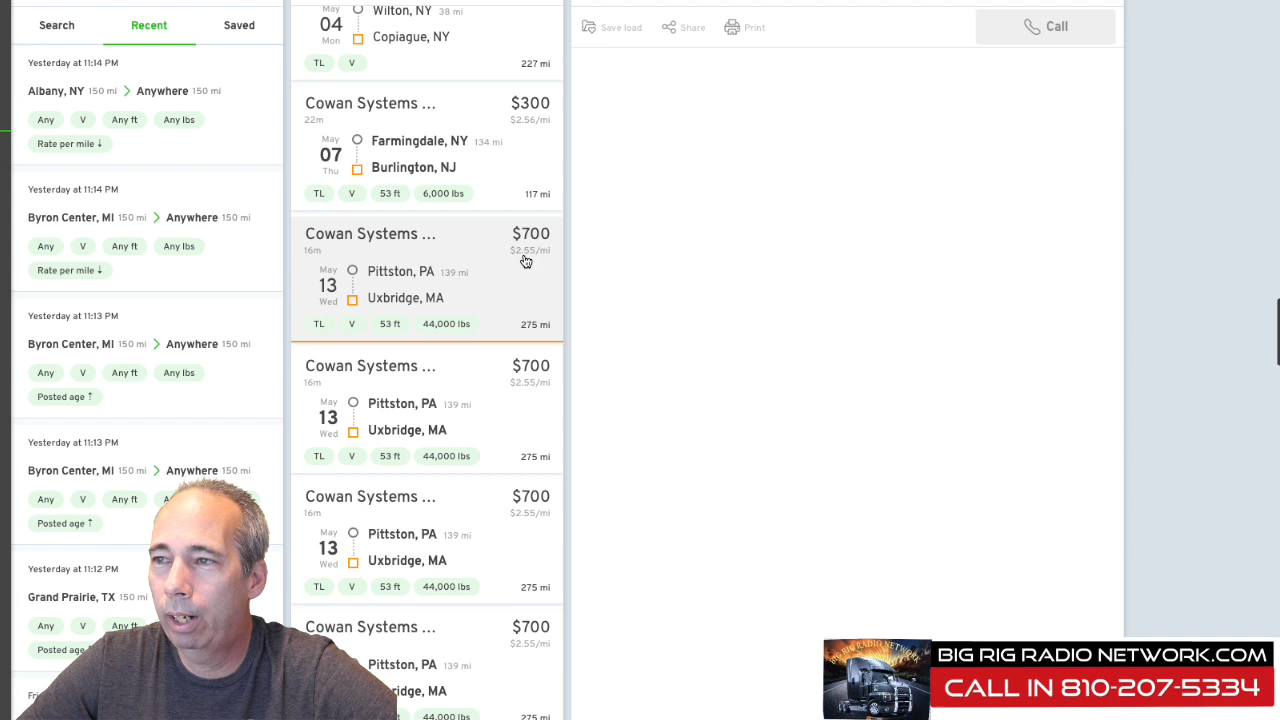 Search
Recent
Saved
Yesterday at 11:14 PM
Albany, NY 150 mi > Anywhere 150 mi
Any V Any ft Any lbs
Rate per mile ↓
Yesterday at 11:14 PM
Byron Center, MI 150 mi > Anywhere 150 mi
Any V Any ft Any lbs
Rate per mile ↓
Yesterday at 11:13 PM
Byron Center, MI 150 mi > Anywhere 150 mi
Any V Any ft Any lbs
Posted age ↑
Yesterday at 11:13 PM
Byron Center, MI 150 mi > Anywhere 150 mi
Any V Any ft
Posted age ↑
Yesterday at 11:12 PM
Grand Prairie, TX 150 mi
Any V Any ft
Posted
May 04 Mon
Wilton, NY 38 mi
Copiague, NY
TL V 227 mi
Cowan Systems ... $300
22m $2.56/mi
May 07 Thu
Farmingdale, NY 134 mi
Burlington, NJ
TL V 53 ft 6,000 lbs 117 mi
Cowan Systems ... $700
16m $2.55/mi
May 13 Wed
Pittston, PA 139 mi
Uxbridge, MA
TL V 53 ft 44,000 lbs 275 mi
Cowan Systems ... $700
16m $2.55/mi
May 13 Wed
Pittston, PA 139 mi
Uxbridge, MA
TL V 53 ft 44,000 lbs 275 mi
Cowan Systems ... $700
16m $2.55/mi
May 13 Wed
Pittston, PA 139 mi
Uxbridge, MA
TL V 53 ft 44,000 lbs 275 mi
Cowan Systems ... $700
$2.55/mi
Pittston, PA 139 mi
xbridge, MA
44,000 lbs 275 mi
Save load
Share
Print
Call
BIG RIG RADIO NETWORK.COM
CALL IN 810-207-5334